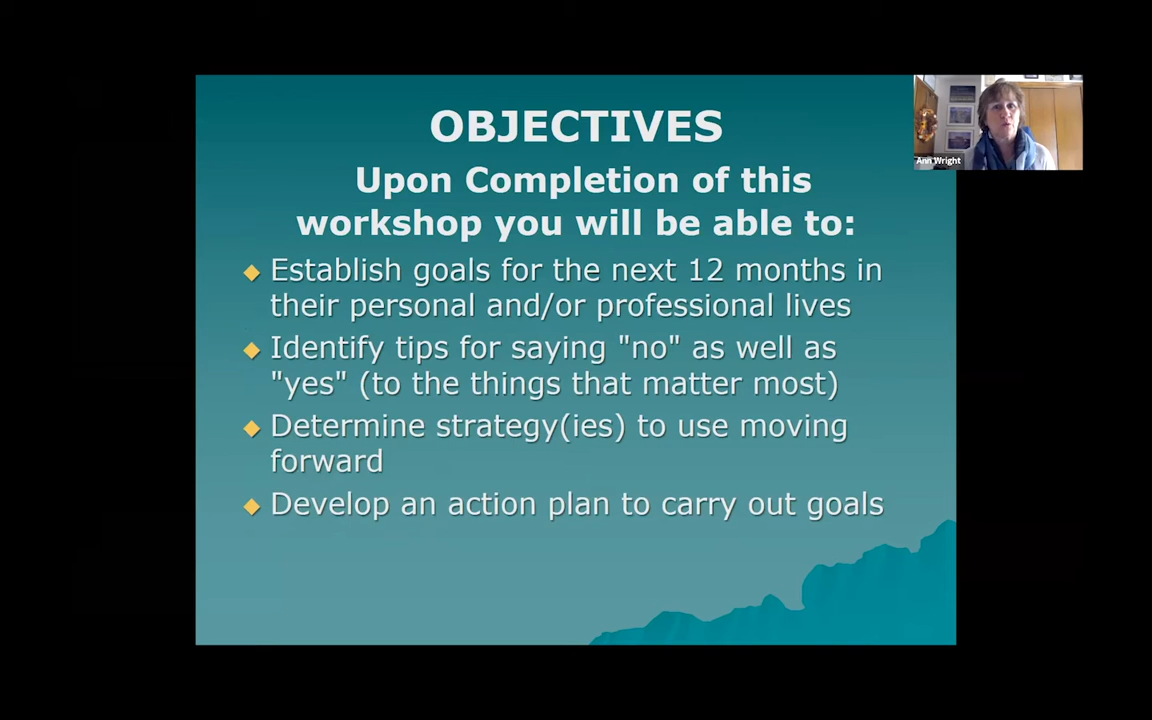 OBJECTIVES
Upon Completion of this
workshop you will be able to:
Establish goals for the next 12 months in
their personal and/or professional lives
Identify tips for saying "no" as well as
"yes" (to the things that matter most)
Determine strategy(ies) to use moving
forward
Develop an action plan to carry out goals
Ann Wright